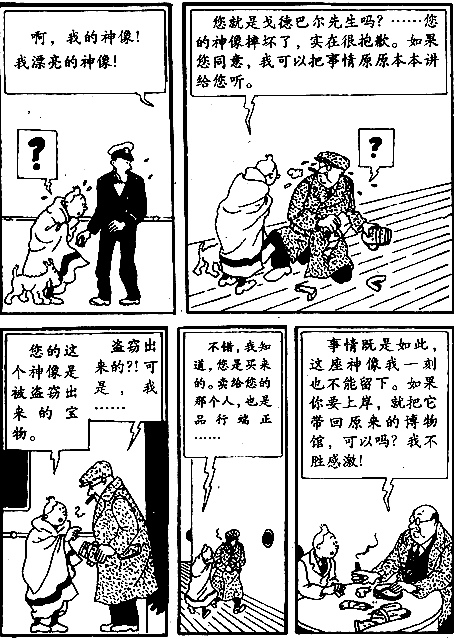 啊，我的神像！
我漂亮的神像！
?
您就是戈德巴尔先生吗？……您
的神像摔坏了，实在很抱歉。如果
您同意，我可以把事情原原本本讲
给您听。
?
您的这
个神像是
被盗窃出
来的宝
物。
盗窃出
来的?!可
是，我
……
不错，我知
道，您是买来
的。卖给您的
那个人，也是
品行端正
……
事情既是如此，
这座神像我一刻
也不能留下。如果
你要上岸，就把它
带回原来的博物
馆，可以吗？我不
胜感激！